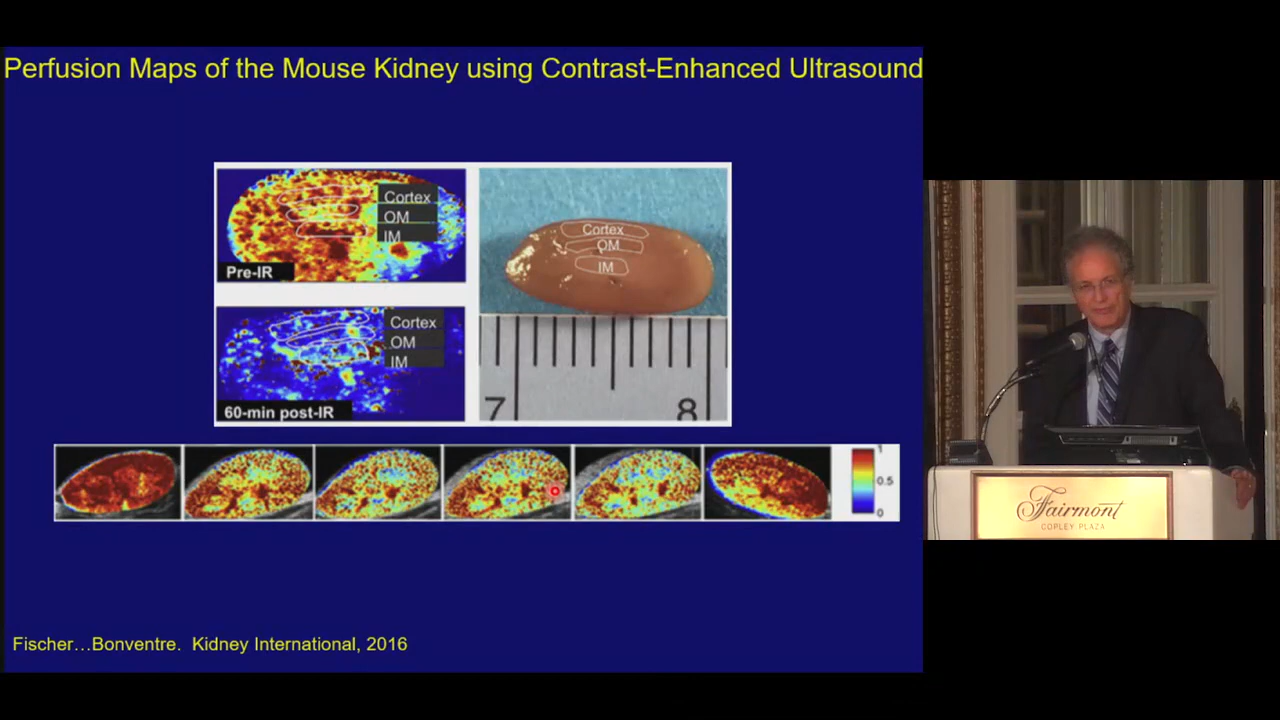 Perfusion Maps of the Mouse Kidney using Contrast-Enhanced Ultrasound
Cortex
OM
IM
Pre-IR
Cortex
OM
IM
Cortex
OM
IM
60-min post-IR
7
8
1
0.5
0
Fischer…Bonventre. Kidney International, 2016
Fairmont
COPLEY PLAZA